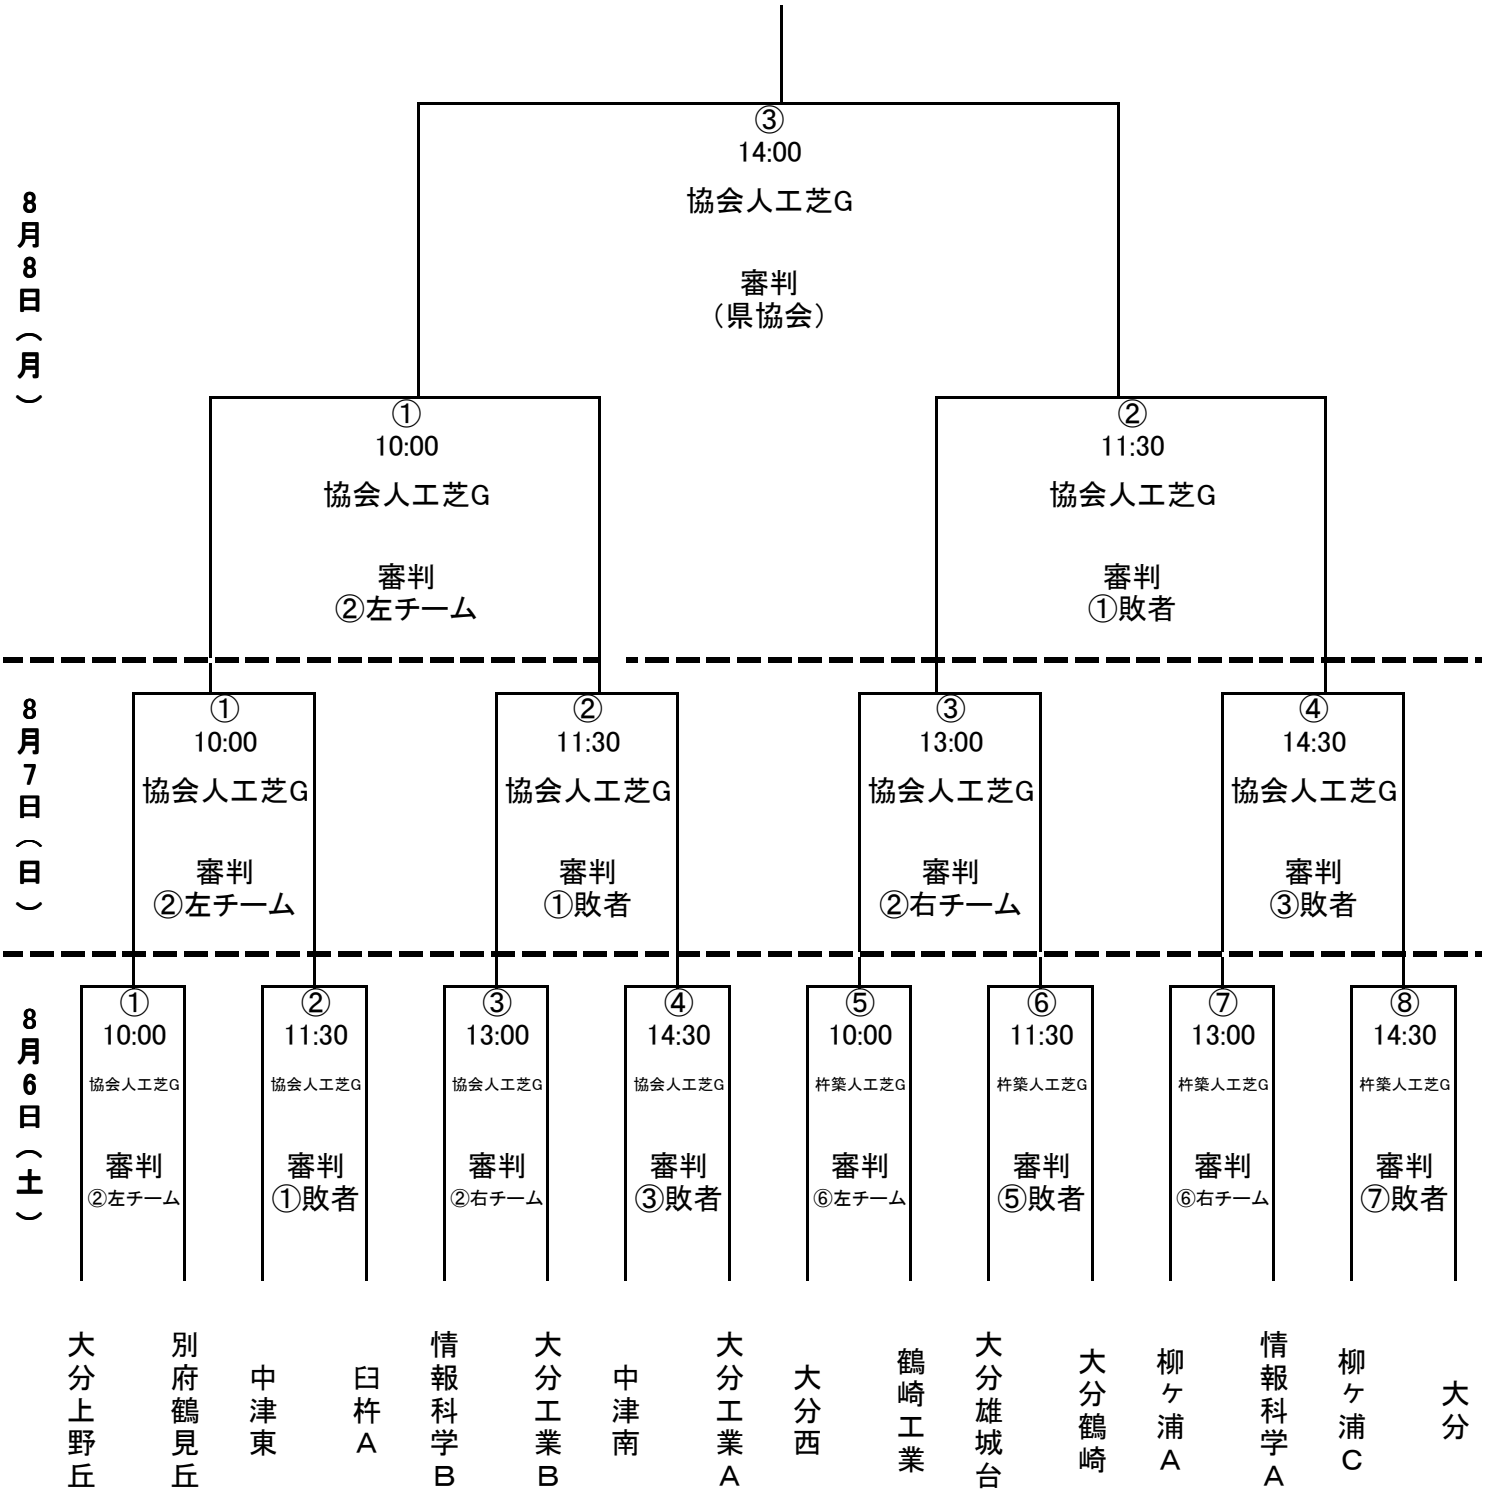 ③
14:00
協会人工芝G
審判
（県協会）
8月8日（月）
①
10:00
協会人工芝G
審判
②左チーム
②
11:30
協会人工芝G
審判
①敗者
8月7日（日）
①
10:00
協会人工芝G
審判
②左チーム
②
11:30
協会人工芝G
審判
①敗者
③
13:00
協会人工芝G
審判
②右チーム
④
14:30
協会人工芝G
審判
③敗者
8月6日（土）
①
10:00
協会人工芝G
審判
②左チーム
②
11:30
協会人工芝G
審判
①敗者
③
13:00
協会人工芝G
審判
②右チーム
④
14:30
協会人工芝G
審判
③敗者
⑤
10:00
杵築人工芝G
審判
⑥左チーム
⑥
11:30
杵築人工芝G
審判
⑤敗者
⑦
13:00
杵築人工芝G
審判
⑥右チーム
⑧
14:30
杵築人工芝G
審判
⑦敗者
大分上野丘
別府鶴見丘
中津東
臼杵A
情報科学B
大分工業B
中津南
大分工業A
大分西
鶴崎工業
大分雄城台
大分鶴崎
柳ヶ浦A
情報科学A
柳ヶ浦C
大分